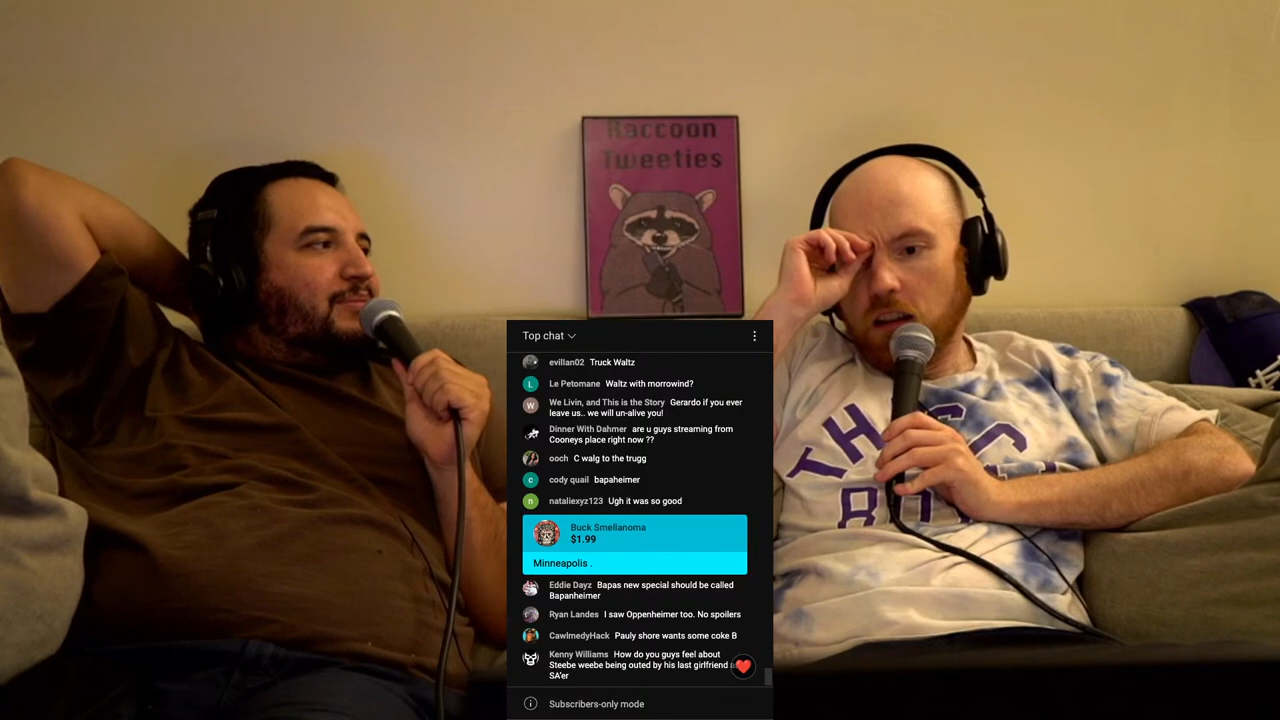 Raccoon
Tweeties
Top chat
evillan02 Truck Waltz
Le Petomane Waltz with morrowind?
We Livin, and This is the Story Gerardo if you ever
leave us.. we will un-alive you!
Dinner With Dahmer are u guys streaming from
Cooneys place right now ??
ooch C walg to the trugg
cody quail bapaheimer
nataliexyz123 Ugh it was so good
Buck Smellanoma
$1.99
Minneapolis .
Eddie Dayz Bapas new special should be called
Bapanheimer
Ryan Landes I saw Oppenheimer too. No spoilers
CawlmedyHack Pauly shore wants some coke B
Kenny Williams How do you guys feel about
Steebe weebe being outed by his last girlfriend
SA'er
Subscribers-only mode
L
W
c
n